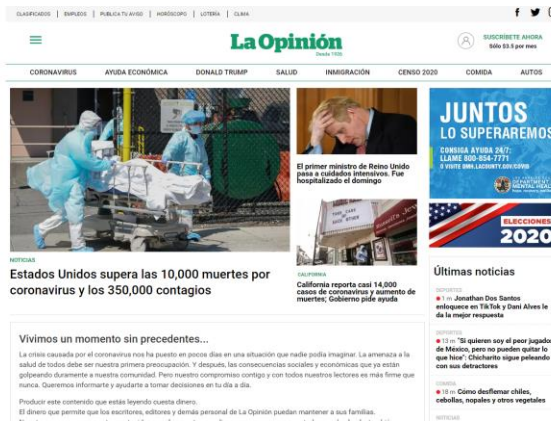 CLASIFICADOS | EMPLEOS | PUBLICA TU AVISO | HORÓSCOPO | LOTERÍA | CLIMA
La Opinión
Desde 1926
SUSCRÍBETE AHORA
Sólo $3.5 por mes
CORONAVIRUS AYUDA ECONÓMICA DONALD TRUMP SALUD INMIGRACIÓN CENSO 2020 COMIDA AUTOS
NOTICIAS
Estados Unidos supera las 10,000 muertes por
coronavirus y los 350,000 contagios
El primer ministro de Reino Unido
pasa a cuidados intensivos. Fue
hospitalizado el domingo
CALIFORNIA
California reporta casi 14,000
casos de coronavirus y aumento de
muertes; Gobierno pide ayuda
JUNTOS
LO SUPERAREMOS
CONSIGA AYUDA 24/7:
LLAME 800-854-7771
O VISITE DMH.LACOUNTY.GOV/COVID
DEPARTMENT
MENTAL HEALTH
ELECCIONES
2020
Últimas noticias
DEPORTES
1 m Jonathan Dos Santos
enloquece en TikTok y Dani Alves le
da la mejor respuesta
DEPORTES
13 m "Si quieren soy el peor jugador
de México, pero no pueden quitar lo
que hice": Chicharito sigue peleando
con sus detractores
COMIDA
18 m Cómo desflemar chiles,
cebollas, nopales y otros vegetales
NOTICIAS
Vivimos un momento sin precedentes...
La crisis causada por el coronavirus nos ha puesto en pocos días en una situación que nadie podía imaginar. La amenaza a la
salud de todos debe ser nuestra primera preocupación. Y después, las consecuencias sociales y económicas que ya están
golpeando duramente a nuestra comunidad. Pero nuestro compromiso contigo y con todos nuestros lectores es más firme que
nunca. Queremos informarte y ayudarte a tomar decisiones en tu día a día.
Producir este contenido que estás leyendo cuesta dinero.
El dinero que permite que los escritores, editores y demás personal de La Opinión puedan mantener a sus familias.